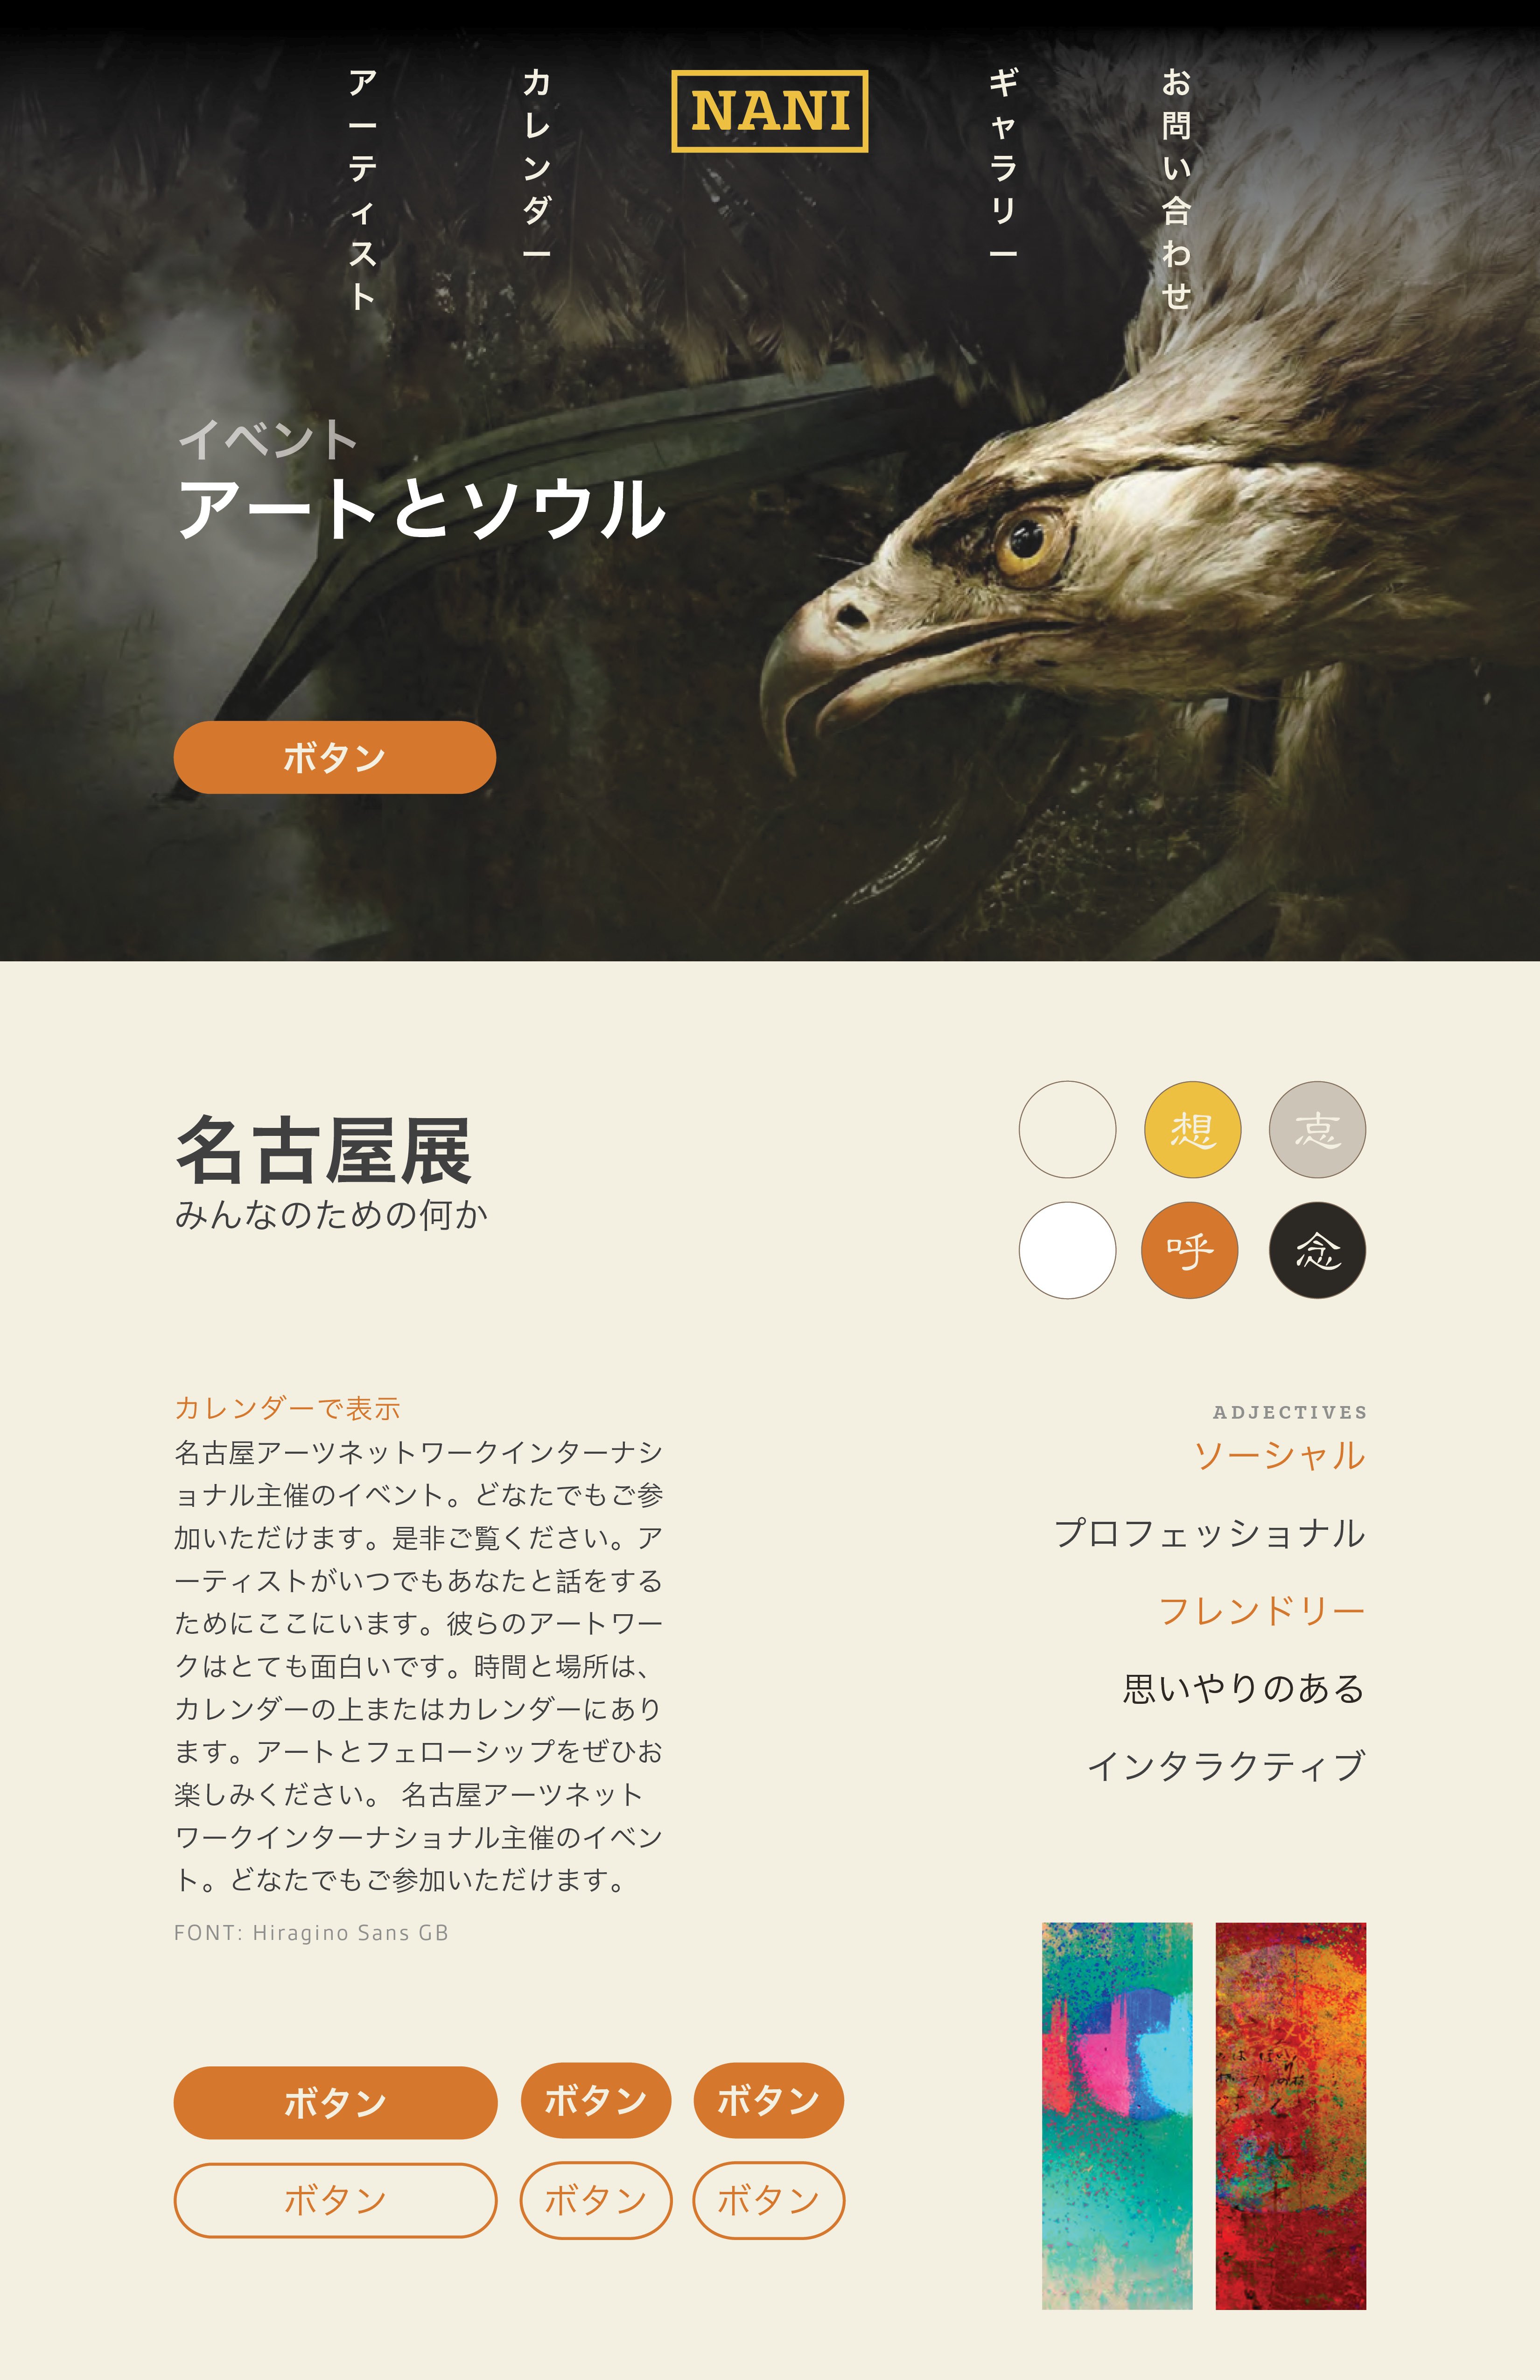 アーティスト
カレンダー
NANI
ギャラリー
お問い合わせ
イベント
アートとソウル
ボタン
名古屋展
みんなのための何か
想
呼
念
カレンダーで表示
名古屋アーツネットワークインターナシ
ョナル主催のイベント。どなたでもご参
加いただけます。是非ご覧ください。ア
ーティストがいつでもあなたと話をする
ためにここにいます。彼らのアートワー
クはとても面白いです。時間と場所は、
カレンダーの上またはカレンダーにあり
ます。アートとフェローシップをぜひお
楽しみください。 名古屋アーツネット
ワークインターナショナル主催のイベン
ト。どなたでもご参加いただけます。
FONT: Hiragino Sans GB
ADJECTIVES
ソーシャル
プロフェッショナル
フレンドリー
思いやりのある
インタラクティブ
ボタン ボタン ボタン
ボタン ボタン ボタン